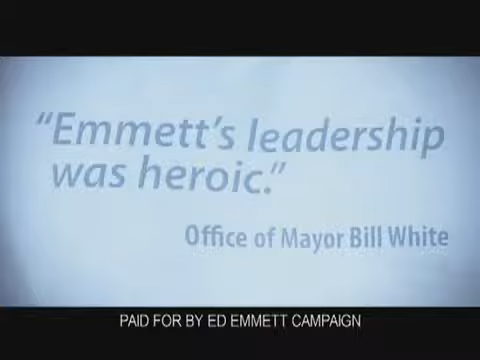 “Emmett’s leadership
was heroic.”
Office of Mayor Bill White
PAID FOR BY ED EMMETT CAMPAIGN